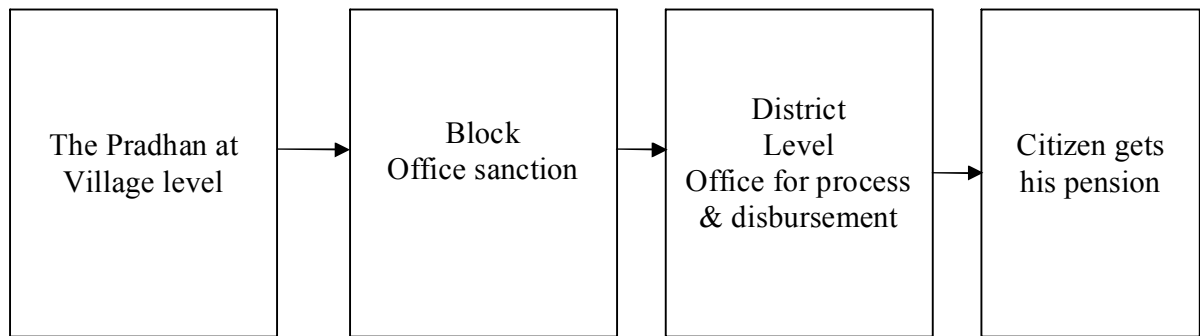 The Pradhan at
Village level
Block
Office sanction
District
Level
Office for process
& disbursement
Citizen gets
his pension